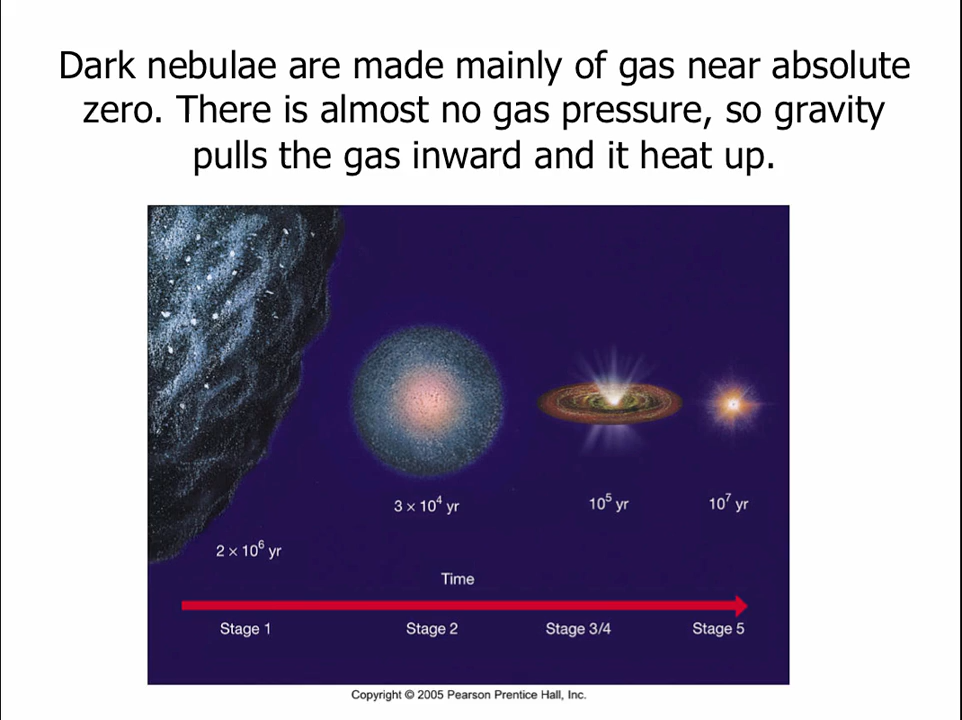 Dark nebulae are made mainly of gas near absolute
zero. There is almost no gas pressure, so gravity
pulls the gas inward and it heat up.
3 × 10⁴ yr
10⁵ yr
10⁷ yr
2 × 10⁶ yr
Time
Stage 1
Stage 2
Stage 3/4
Stage 5
Copyright © 2005 Pearson Prentice Hall, Inc.